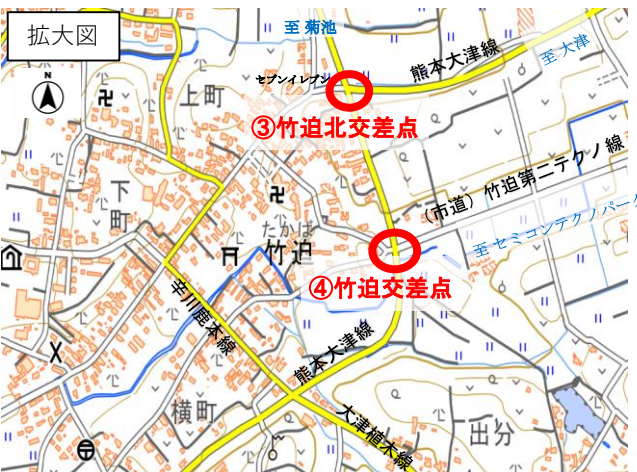 拡大図
至 菊池
熊本大津線
至 大津
N
セブンイレブン
上町
③竹迫北交差点
下町
(市道)竹迫第二テクノ線
たかば
竹迫
至 セミコンテクノパーク
④竹迫交差点
辛川鹿本線
熊本大津線
横町
大津植木線
出分